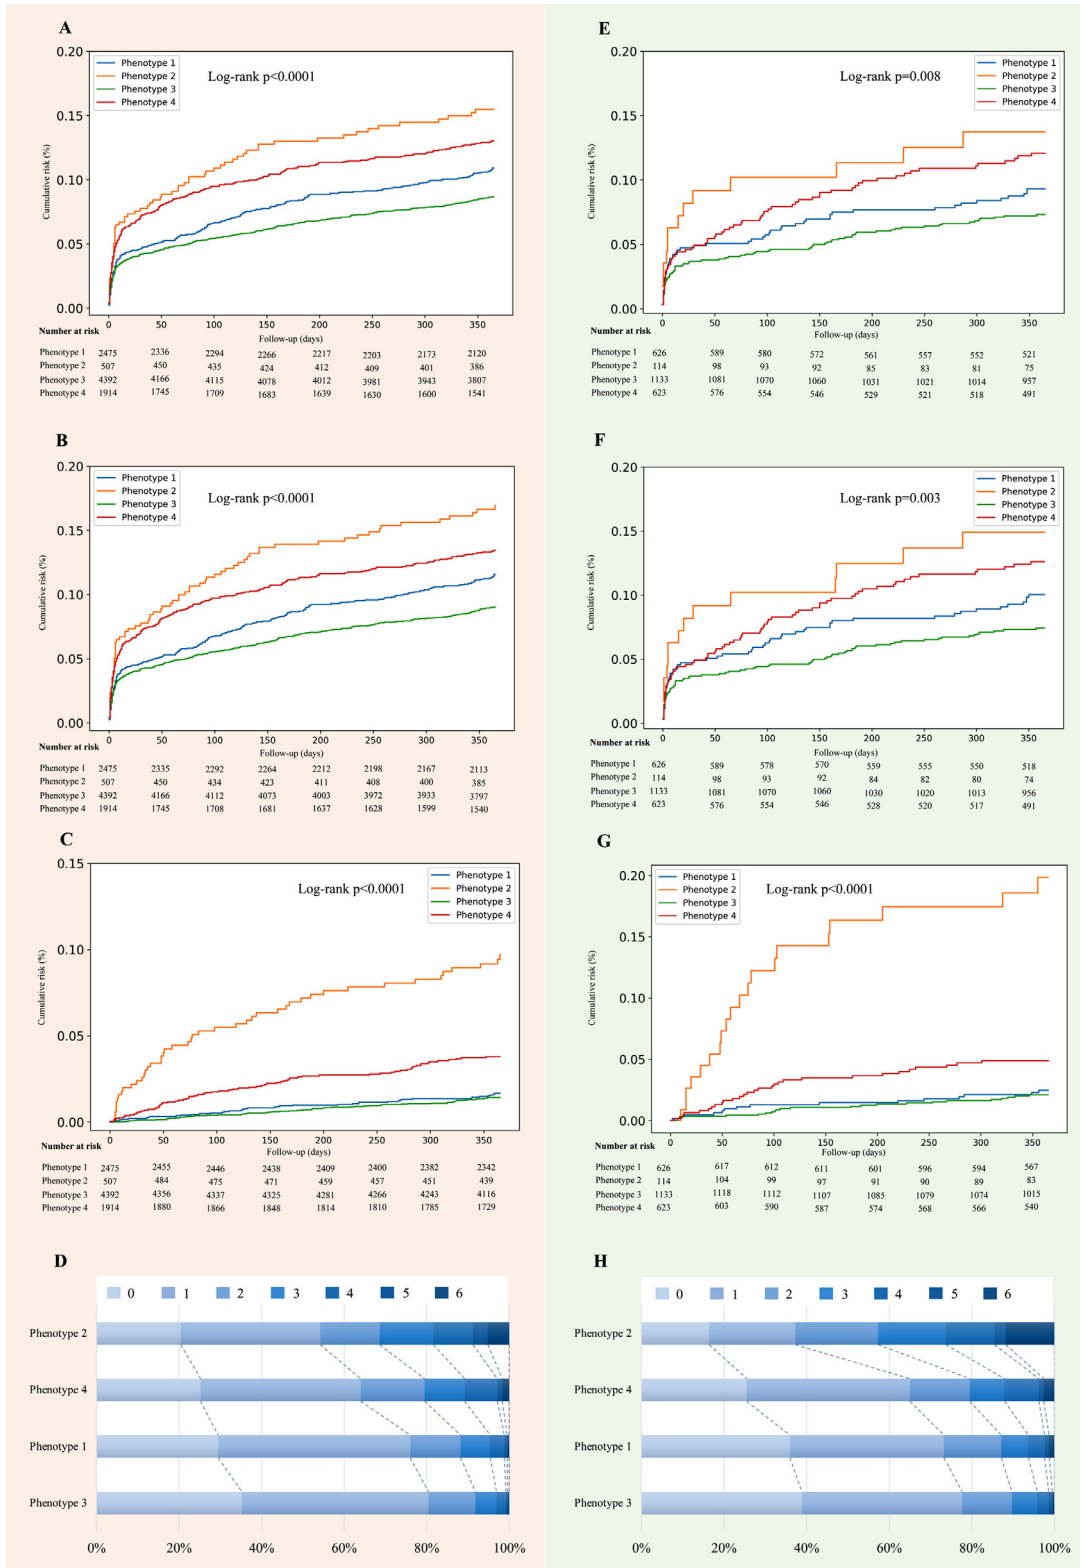 A
0.20
Phenotype 1
Phenotype 2
Phenotype 3
Phenotype 4
Log-rank p<0.0001
0.15
0.10
0.05
0.00
Cumulative risk (%)
0 50 100 150 200 250 300 350
Number at risk
Follow-up (days)
Phenotype 1 2475 2336 2294 2266 2217 2203 2173 2120
Phenotype 2 507 450 435 424 412 409 401 386
Phenotype 3 4392 4166 4115 4078 4012 3981 3943 3807
Phenotype 4 1914 1745 1709 1683 1639 1630 1600 1541
B
0.20
Phenotype 1
Phenotype 2
Phenotype 3
Phenotype 4
Log-rank p<0.0001
0.15
0.10
0.05
0.00
Cumulative risk (%)
0 50 100 150 200 250 300 350
Number at risk
Follow-up (days)
Phenotype 1 2475 2335 2292 2264 2212 2198 2167 2113
Phenotype 2 507 450 434 423 411 408 400 385
Phenotype 3 4392 4166 4112 4073 4003 3972 3933 3797
Phenotype 4 1914 1745 1708 1681 1637 1628 1599 1540
C
0.15
Phenotype 1
Phenotype 2
Phenotype 3
Phenotype 4
Log-rank p<0.0001
0.10
0.05
0.00
Cumulative risk (%)
0 50 100 150 200 250 300 350
Number at risk
Follow-up (days)
Phenotype 1 2475 2455 2446 2438 2409 2400 2382 2342
Phenotype 2 507 484 475 471 459 457 451 439
Phenotype 3 4392 4356 4337 4325 4281 4266 4243 4116
Phenotype 4 1914 1880 1866 1848 1814 1810 1785 1729
D
0 1 2 3 4 5 6
Phenotype 2
Phenotype 4
Phenotype 1
Phenotype 3
0% 20% 40% 60% 80% 100%
E
0.20
Phenotype 1
Phenotype 2
Phenotype 3
Phenotype 4
Log-rank p=0.008
0.15
0.10
0.05
0.00
Cumulative risk (%)
0 50 100 150 200 250 300 350
Number at risk
Follow-up (days)
Phenotype 1 626 589 580 572 561 557 552 521
Phenotype 2 114 98 93 92 85 83 81 75
Phenotype 3 1133 1081 1070 1060 1031 1021 1014 957
Phenotype 4 623 576 554 546 529 521 518 491
F
0.20
Phenotype 1
Phenotype 2
Phenotype 3
Phenotype 4
Log-rank p=0.003
0.15
0.10
0.05
0.00
Cumulative risk (%)
0 50 100 150 200 250 300 350
Number at risk
Follow-up (days)
Phenotype 1 626 589 578 570 559 555 550 518
Phenotype 2 114 98 93 92 84 82 80 74
Phenotype 3 1133 1081 1070 1060 1030 1020 1013 956
Phenotype 4 623 576 554 546 528 520 517 491
G
0.20
Phenotype 1
Phenotype 2
Phenotype 3
Phenotype 4
Log-rank p<0.0001
0.15
0.10
0.05
0.00
Cumulative risk (%)
0 50 100 150 200 250 300 350
Number at risk
Follow-up (days)
Phenotype 1 626 617 612 611 601 596 594 567
Phenotype 2 114 104 99 97 91 90 89 83
Phenotype 3 1133 1118 1112 1107 1085 1079 1074 1015
Phenotype 4 623 603 590 587 574 568 566 540
H
0 1 2 3 4 5 6
Phenotype 2
Phenotype 4
Phenotype 1
Phenotype 3
0% 20% 40% 60% 80% 100%